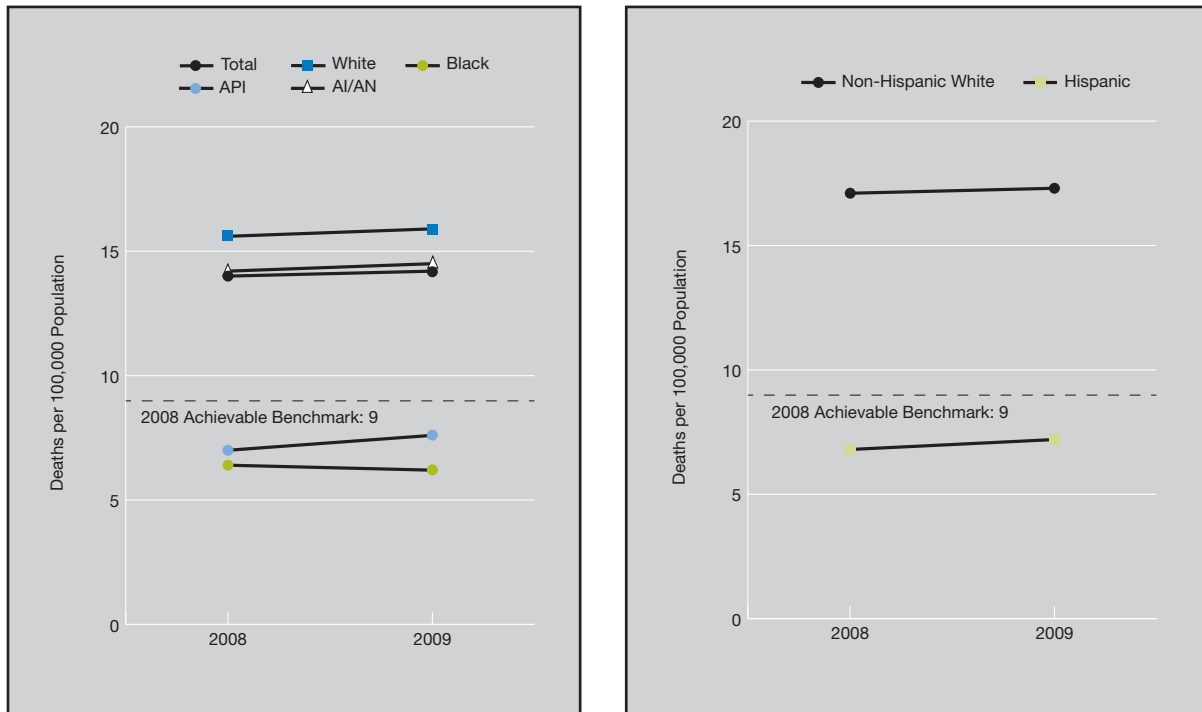 Total White Black
API AI/AN
20
15
10
5
0
Deaths per 100,000 Population
2008 Achievable Benchmark: 9
2008 2009
Non-Hispanic White Hispanic
20
15
10
5
0
Deaths per 100,000 Population
2008 Achievable Benchmark: 9
2008 2009